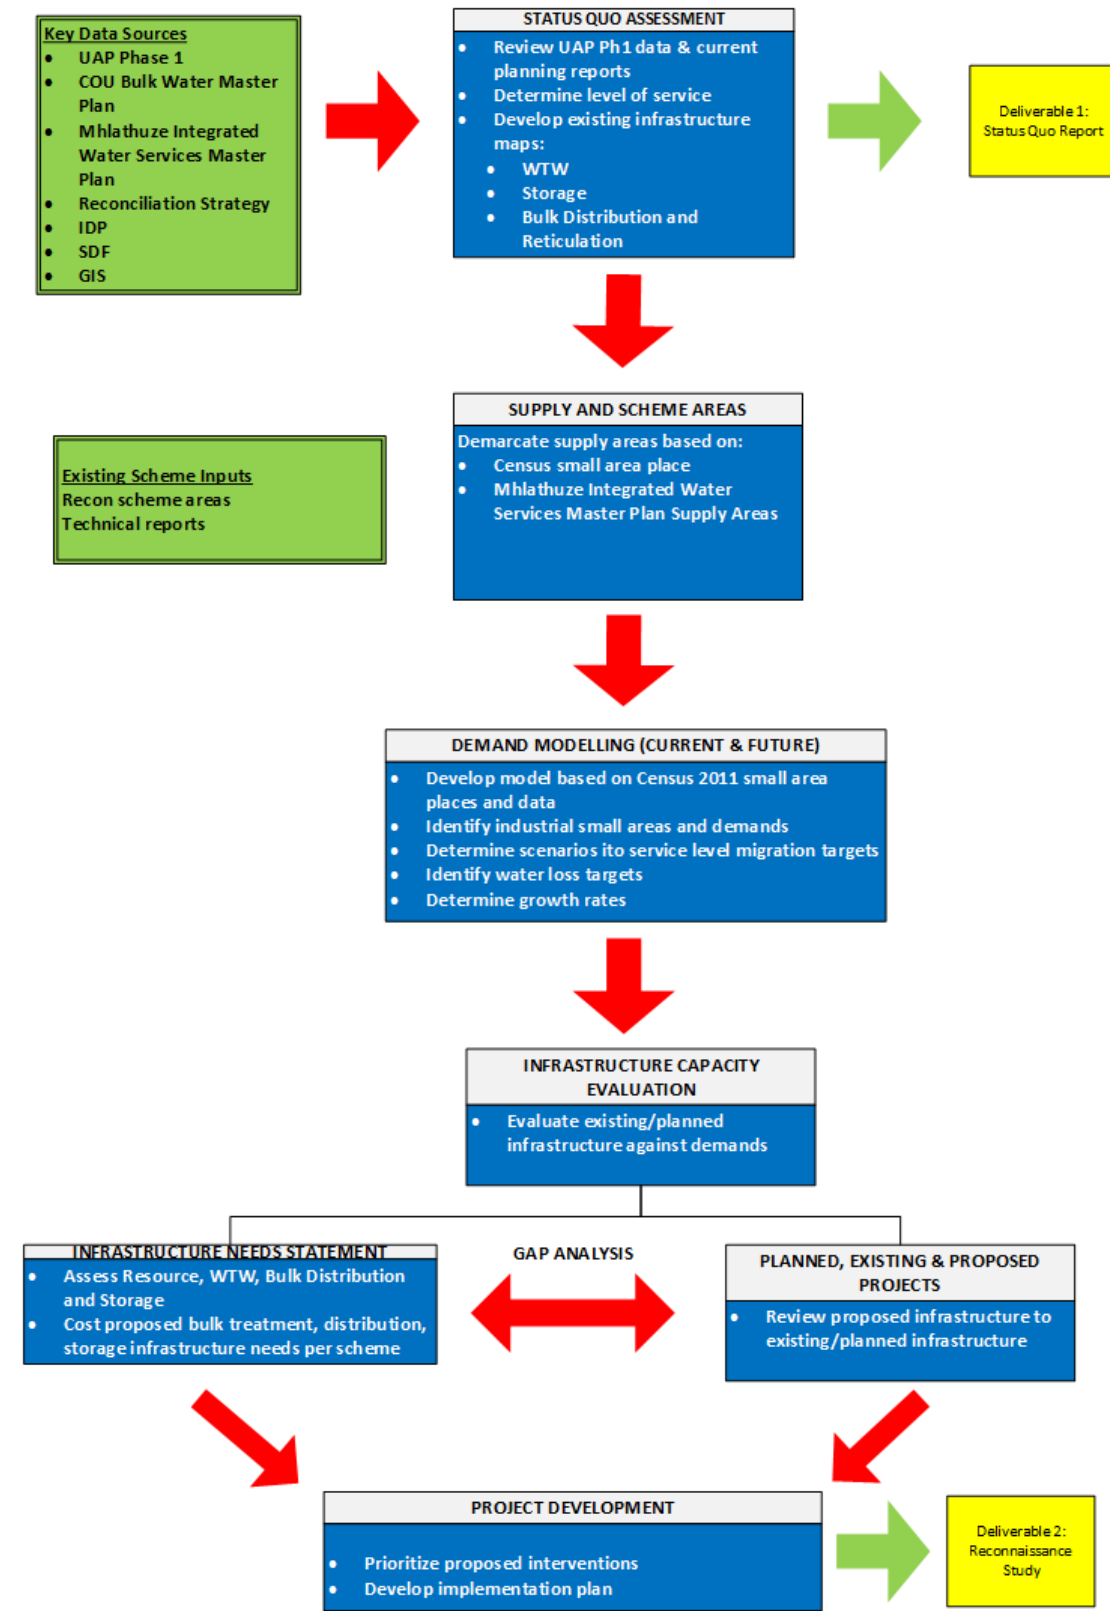 Key Data Sources
• UAP Phase 1
• COU Bulk Water Master
Plan
• Mhlathuze Integrated
Water Services Master
Plan
• Reconciliation Strategy
• IDP
• SDF
• GIS
STATUS QUO ASSESSMENT
• Review UAP Ph1 data & current
planning reports
• Determine level of service
• Develop existing infrastructure
maps:
• WTW
• Storage
• Bulk Distribution and
Reticulation
Deliverable 1:
Status Quo Report
Existing Scheme Inputs
Recon scheme areas
Technical reports
SUPPLY AND SCHEME AREAS
Demarcate supply areas based on:
• Census small area place
• Mhlathuze Integrated Water
Services Master Plan Supply Areas
DEMAND MODELLING (CURRENT & FUTURE)
• Develop model based on Census 2011 small area
places and data
• Identify industrial small areas and demands
• Determine scenarios ito service level migration targets
• Identify water loss targets
• Determine growth rates
INFRASTRUCTURE CAPACITY
EVALUATION
• Evaluate existing/planned
infrastructure against demands
INFRASTRUCTURE NEEDS STATEMENT
• Assess Resource, WTW, Bulk Distribution
and Storage
• Cost proposed bulk treatment, distribution,
storage infrastructure needs per scheme
GAP ANALYSIS
PLANNED, EXISTING & PROPOSED
PROJECTS
• Review proposed infrastructure to
existing/planned infrastructure
PROJECT DEVELOPMENT
• Prioritize proposed interventions
• Develop implementation plan
Deliverable 2:
Reconnaissance
Study